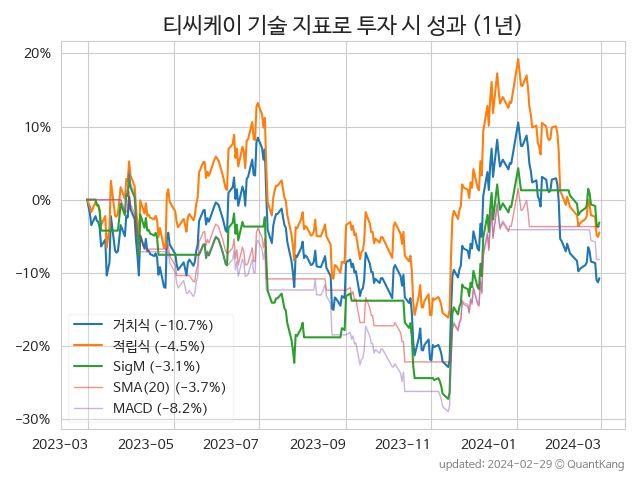 티씨케이 기술 지표로 투자 시 성과 (1년)
20%
10%
0%
−10%
−20%
−30%
거치식 (−10.7%)
적립식 (−4.5%)
SigM (−3.1%)
SMA(20) (−3.7%)
MACD (−8.2%)
2023−03
2023−05
2023−07
2023−09
2023−11
2024−01
2024−03
updated: 2024−02−29 ⓒ QuantKang